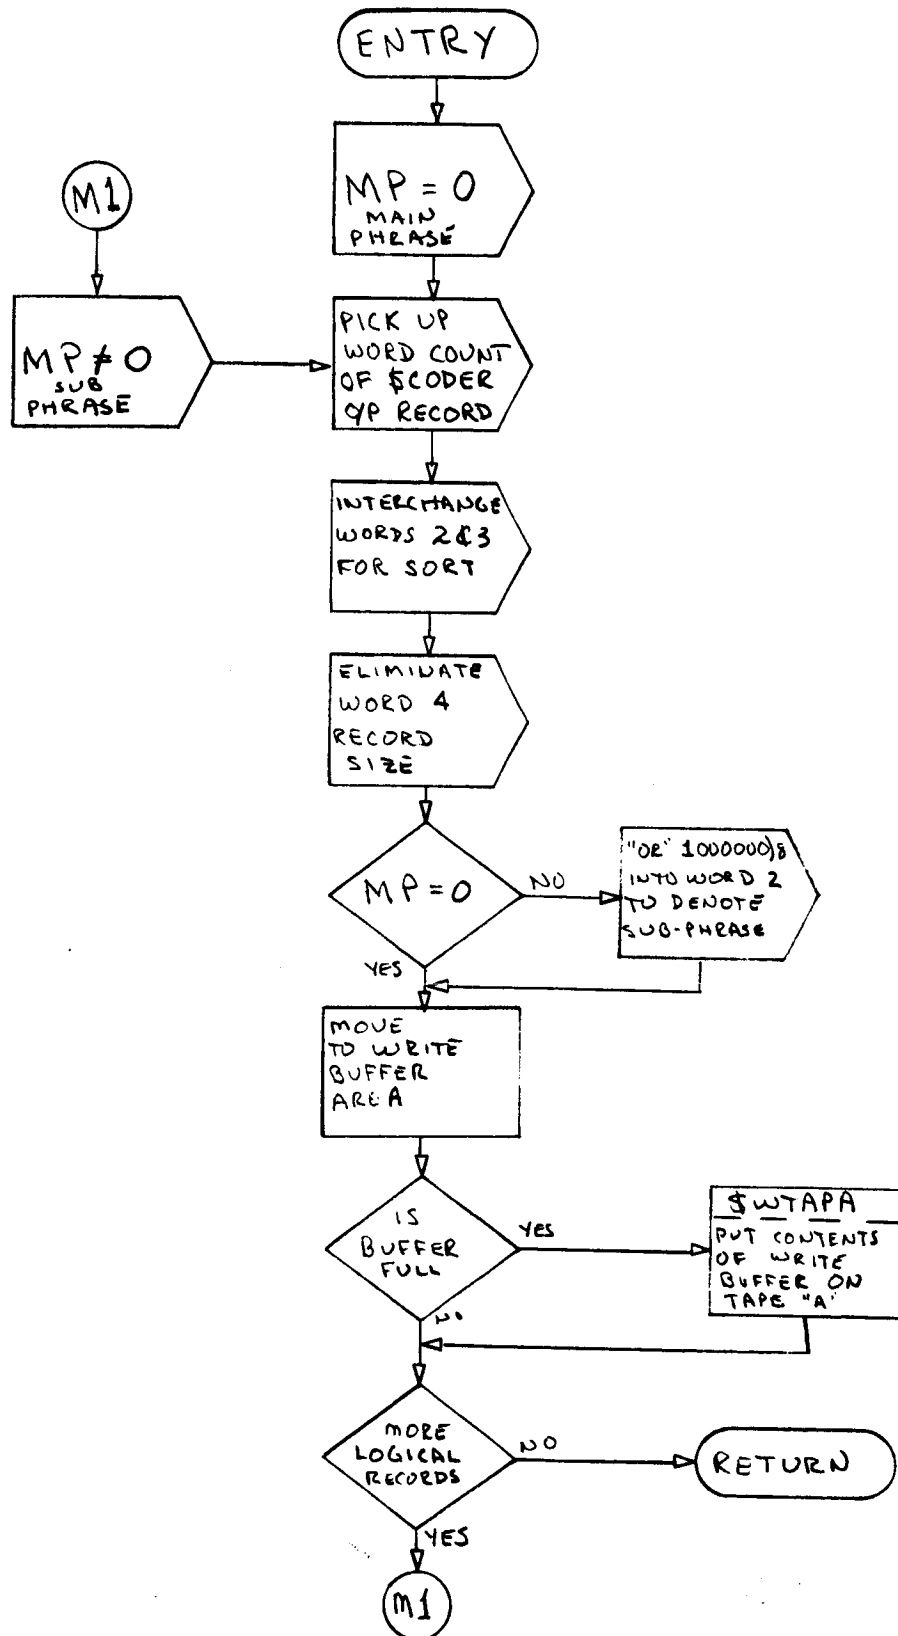 ENTRY
MP = 0
MAIN
PHRASE
M1
MP ≠ 0
SUB
PHRASE
PICK UP
WORD COUNT
OF $CODER
O/P RECORD
INTERCHANGE
WORDS 2&3
FOR SORT
ELIMINATE
WORD 4
RECORD
SIZE
MP = 0
NO
"OR" 1000000)8
INTO WORD 2
TO DENOTE
SUB-PHRASE
YES
MOVE
TO WRITE
BUFFER
AREA
IS
BUFFER
FULL
YES
$WTAPA
PUT CONTENTS
OF WRITE
BUFFER ON
TAPE "A"
NO
MORE
LOGICAL
RECORDS
NO
RETURN
YES
M1